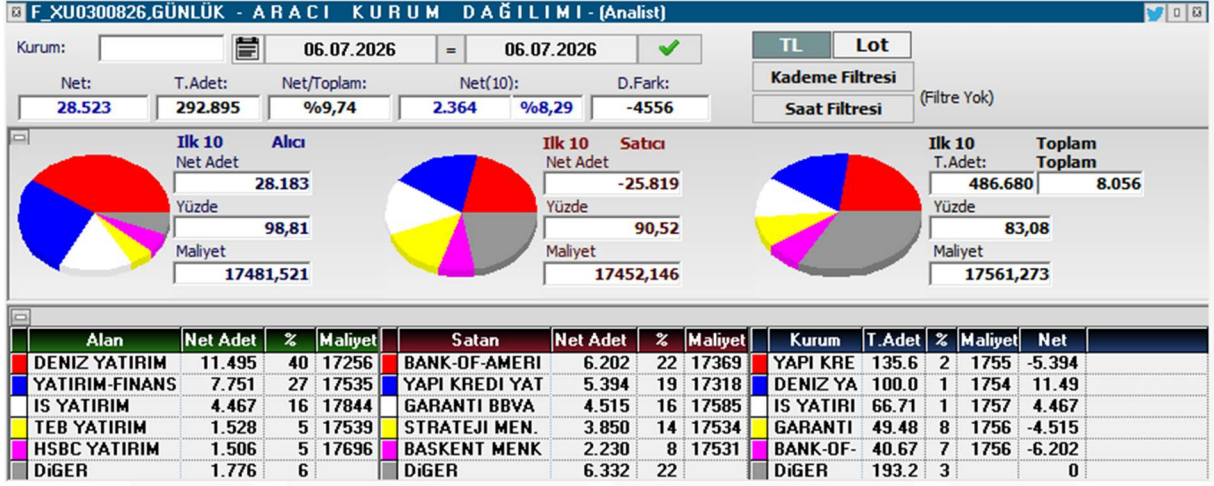 F_XU0300826,GÜNLÜK - ARACI KURUM DAĞILIMI - (Analist)
Kurum: 06.07.2026 = 06.07.2026 TL Lot
Net: T.Adet: Net/Toplam: Net(10): D.Fark: Kademe Filtresi
28.523 292.895 %9,74 2.364 %8,29 -4556 Saat Filtresi (Filtre Yok)
Ilk 10 Alıcı Ilk 10 Satıcı Ilk 10 Toplam
Net Adet Net Adet T.Adet: Toplam
28.183 -25.819 486.680 8.056
Yüzde Yüzde Yüzde
98,81 90,52 83,08
Maliyet Maliyet Maliyet
17481,521 17452,146 17561,273
Alan Net Adet % Maliyet Satan Net Adet % Maliyet Kurum T.Adet % Maliyet Net
DENIZ YATIRIM 11.495 40 17256 BANK-OF-AMERI 6.202 22 17369 YAPI KRE 135.6 2 1755 -5.394
YATIRIM-FINANS 7.751 27 17535 YAPI KREDI YAT 5.394 19 17318 DENIZ YA 100.0 1 1754 11.49
IS YATIRIM 4.467 16 17844 GARANTI BBVA 4.515 16 17585 IS YATIRI 66.71 1 1757 4.467
TEB YATIRIM 1.528 5 17539 STRATEJI MEN. 3.850 14 17534 GARANTI 49.48 8 1756 -4.515
HSBC YATIRIM 1.506 5 17696 BASKENT MENK 2.230 8 17531 BANK-OF- 40.67 7 1756 -6.202
DiGER 1.776 6 DiGER 6.332 22 DiGER 193.2 3 0